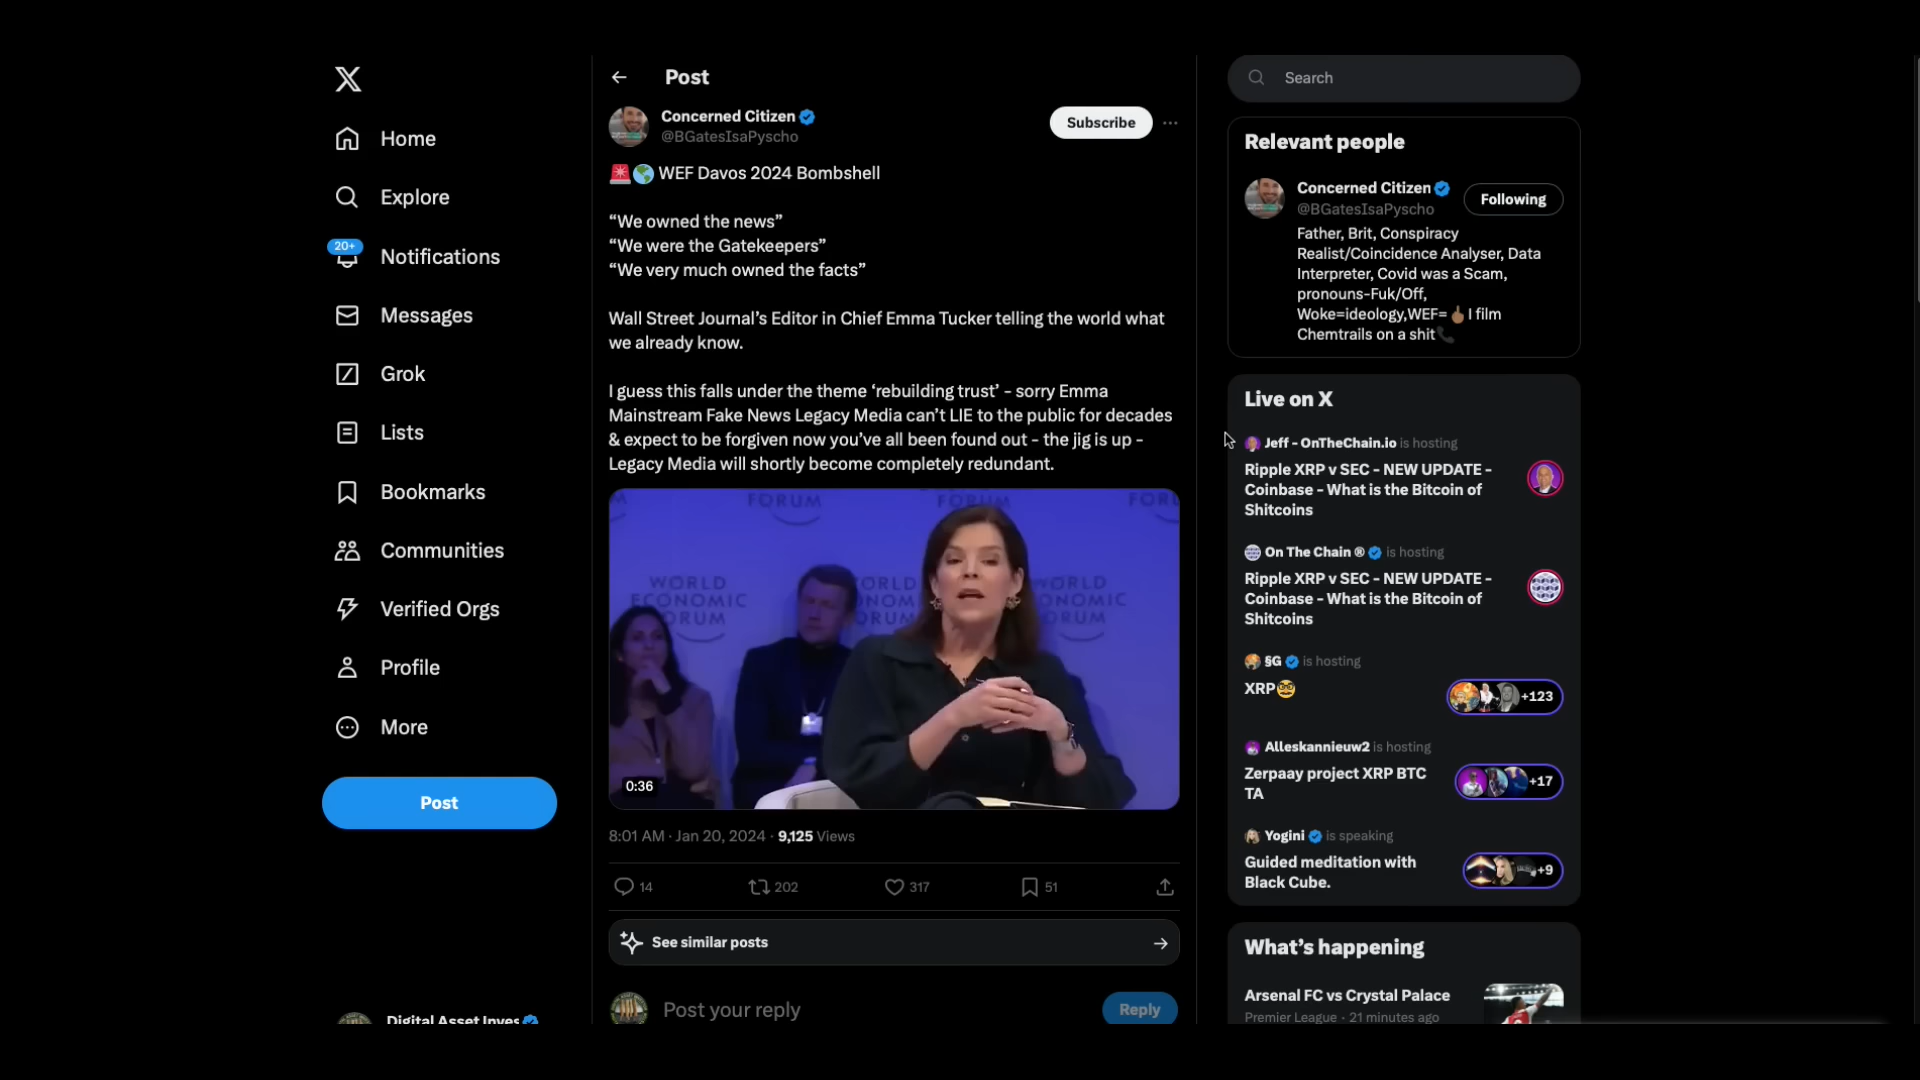 Home
Explore
20+
Notifications
Messages
Grok
Lists
Bookmarks
Communities
Verified Orgs
Profile
More
Post
Digital Asset Inves
Post
Concerned Citizen
@BGatesIsaPyscho
Subscribe
🚨🌎 WEF Davos 2024 Bombshell
“We owned the news”
“We were the Gatekeepers”
“We very much owned the facts”
Wall Street Journal’s Editor in Chief Emma Tucker telling the world what
we already know.
I guess this falls under the theme ‘rebuilding trust’ - sorry Emma
Mainstream Fake News Legacy Media can’t LIE to the public for decades
& expect to be forgiven now you’ve all been found out - the jig is up -
Legacy Media will shortly become completely redundant.
FORUM
FORUM
FORU
WORLD
ECONOMIC
FORUM
ORLD
ONOM
ORUM
WORLD
ONOMIC
ORUM
0:36
8:01 AM · Jan 20, 2024 · 9,125 Views
14
202
317
51
See similar posts
Post your reply
Reply
Search
Relevant people
Concerned Citizen
@BGatesIsaPyscho
Following
Father, Brit, Conspiracy
Realist/Coincidence Analyser, Data
Interpreter, Covid was a Scam,
pronouns-Fuk/Off,
Woke=ideology,WEF=🖕🏾I film
Chemtrails on a shit📞
Live on X
Jeff - OnTheChain.io is hosting
Ripple XRP v SEC - NEW UPDATE -
Coinbase - What is the Bitcoin of
Shitcoins
On The Chain ® is hosting
Ripple XRP v SEC - NEW UPDATE -
Coinbase - What is the Bitcoin of
Shitcoins
§G is hosting
XRP🤓
+123
Alleskannieuw2 is hosting
Zerpaay project XRP BTC
TA
+17
Yogini is speaking
Guided meditation with
Black Cube.
+9
What’s happening
Arsenal FC vs Crystal Palace
Premier League · 21 minutes ago